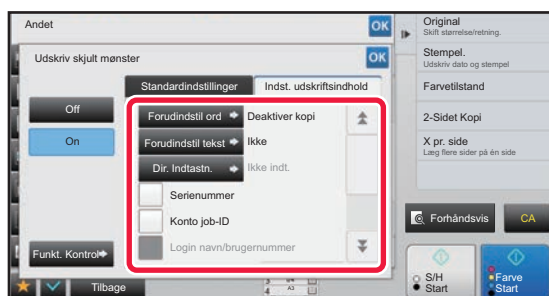 Andet
OK
Udskriv skjult mønster
OK
Standardindstillinger
Indst. udskriftsindhold
Off
On
Forudindstil ord
Deaktiver kopi
Forudindstil tekst
Ikke
Dir. Indtastn.
Ikke indt.
Serienummer
Konto job-ID
Login navn/brugernummer
Funkt. Kontrol
Tilbage
A3
Original
Skift størrelse/retning.
Stempel.
Udskriv dato og stempel
Farvetilstand
2-Sidet Kopi
X pr. side
Læg flere sider på én side
Forhåndsvis
CA
S/H
Start
Farve
Start